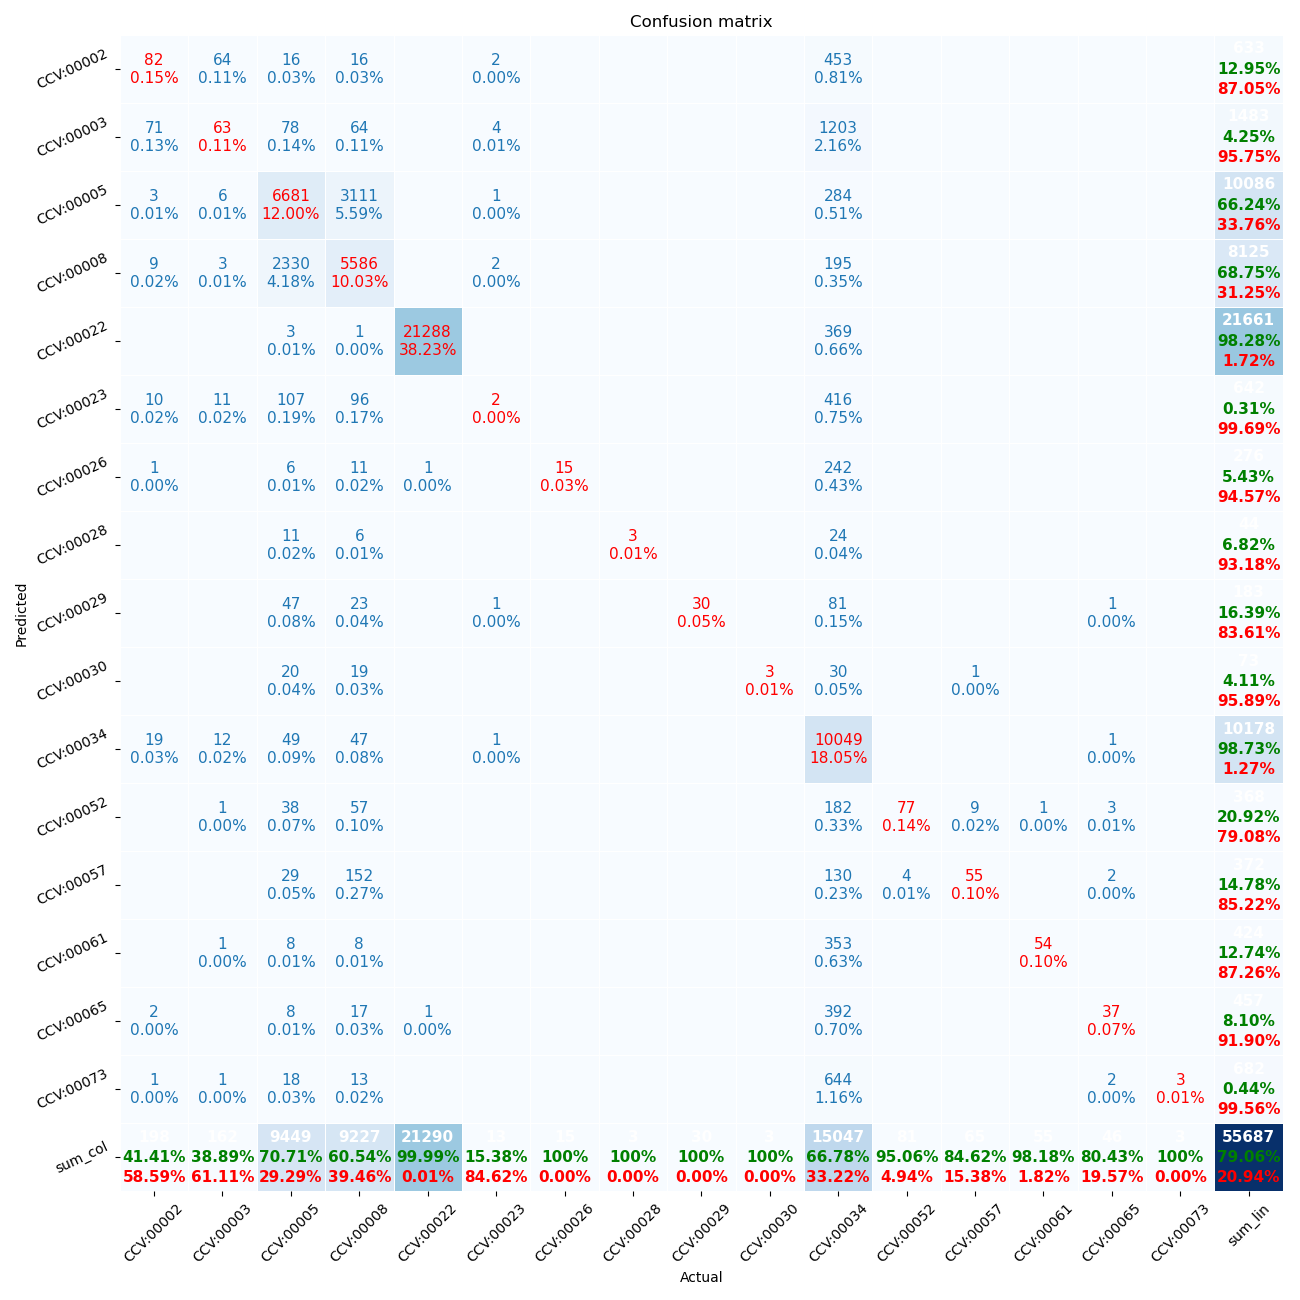 Confusion matrix
CCV:00002 82 64 16 16 2 453 633
0.15% 0.11% 0.03% 0.03% 0.00% 0.81% 12.95%
87.05%
CCV:00003 71 63 78 64 4 1203 1483
0.13% 0.11% 0.14% 0.11% 0.01% 2.16% 4.25%
95.75%
CCV:00005 3 6 6681 3111 1 284 10086
0.01% 0.01% 12.00% 5.59% 0.00% 0.51% 66.24%
33.76%
CCV:00008 9 3 2330 5586 2 195 8125
0.02% 0.01% 4.18% 10.03% 0.00% 0.35% 68.75%
31.25%
CCV:00022 3 1 21288 369 21661
0.01% 0.00% 38.23% 0.66% 98.28%
1.72%
CCV:00023 10 11 107 96 2 416 642
0.02% 0.02% 0.19% 0.17% 0.00% 0.75% 0.31%
99.69%
CCV:00026 1 6 11 1 15 242 276
0.00% 0.01% 0.02% 0.00% 0.03% 0.43% 5.43%
94.57%
CCV:00028 11 6 3 24 44
0.02% 0.01% 0.01% 0.04% 6.82%
93.18%
CCV:00029 47 23 1 30 81 1 183
0.08% 0.04% 0.00% 0.05% 0.15% 0.00% 16.39%
83.61%
CCV:00030 20 19 3 30 1 73
0.04% 0.03% 0.01% 0.05% 0.00% 4.11%
95.89%
CCV:00034 19 12 49 47 1 10049 1 10178
0.03% 0.02% 0.09% 0.08% 0.00% 18.05% 0.00% 98.73%
1.27%
CCV:00052 1 38 57 182 77 9 1 3 368
0.00% 0.07% 0.10% 0.33% 0.14% 0.02% 0.00% 0.01% 20.92%
79.08%
CCV:00057 29 152 130 4 55 2 372
0.05% 0.27% 0.23% 0.01% 0.10% 0.00% 14.78%
85.22%
CCV:00061 1 8 8 353 54 424
0.00% 0.01% 0.01% 0.63% 0.10% 12.74%
87.26%
CCV:00065 2 8 17 1 392 37 457
0.00% 0.01% 0.03% 0.00% 0.70% 0.07% 8.10%
91.90%
CCV:00073 1 1 18 13 644 2 3 682
0.00% 0.00% 0.03% 0.02% 1.16% 0.00% 0.01% 0.44%
99.56%
sum_col 198 162 9449 9227 21290 13 15 3 30 3 15047 81 65 55 46 3 55687
41.41% 38.89% 70.71% 60.54% 99.99% 15.38% 100% 100% 100% 100% 66.78% 95.06% 84.62% 98.18% 80.43% 100% 79.06%
58.59% 61.11% 29.29% 39.46% 0.01% 84.62% 0.00% 0.00% 0.00% 0.00% 33.22% 4.94% 15.38% 1.82% 19.57% 0.00% 20.94%
CCV:00002 CCV:00003 CCV:00005 CCV:00008 CCV:00022 CCV:00023 CCV:00026 CCV:00028 CCV:00029 CCV:00030 CCV:00034 CCV:00052 CCV:00057 CCV:00061 CCV:00065 CCV:00073 sum_lin
Predicted
Actual